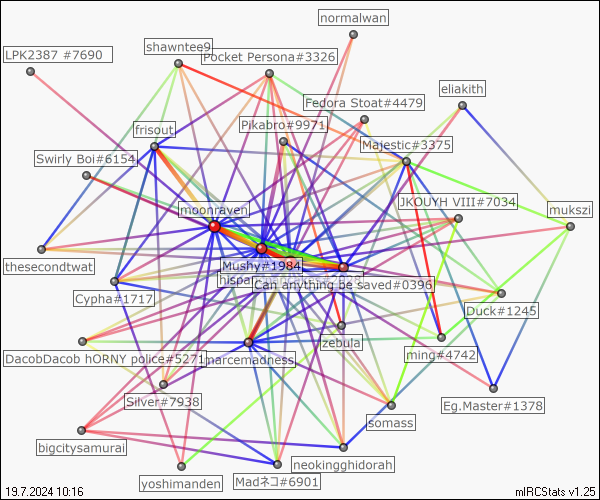 normalwan
shawntee9
LPK2387 #7690
Pocket Persona#3326
eliakith
Fedora Stoat#4479
Pikabro#9971
frisout
Majestic#3375
Swirly Boi#6154
JKOUYH VIII#7034
moonraven
mukszi
thesecondtwat
Mushy#1984
hispa
Can anything be saved#0396
Cypha#1717
Duck#1245
zebula
ming#4742
DacobDacob hORNY police#5271
marcemadness
Silver#7938
Eg.Master#1378
somass
bigcitysamurai
neokingghidorah
yoshimanden
Madネコ#6901
19.7.2024 10:16
mIRCStats v1.25